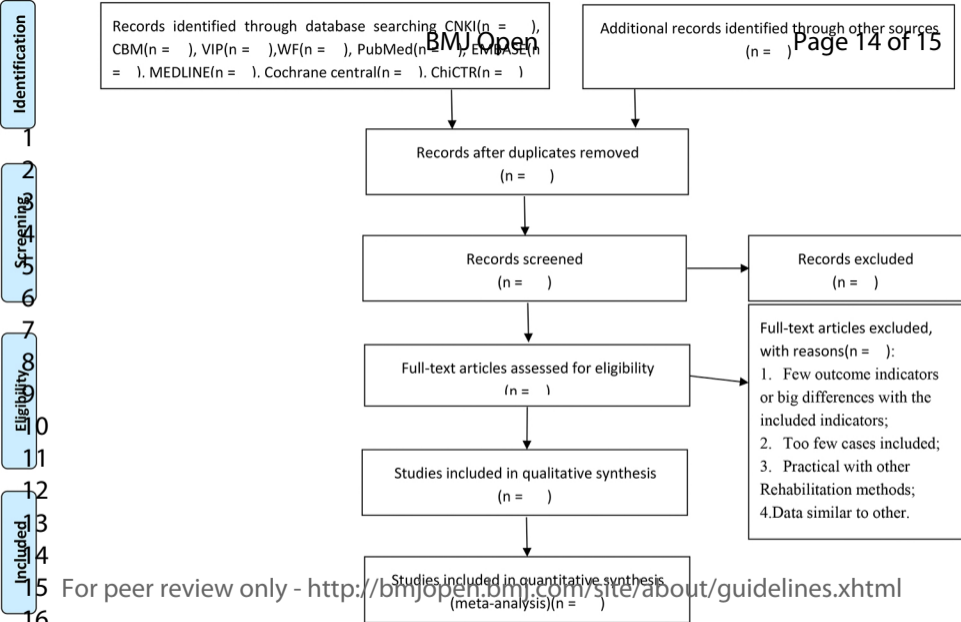 BMJ Open
Page 14 of 15
Identification
Records identified through database searching CNKI(n = ),
CBM(n = ), VIP(n = ),WF(n = ), PubMed(n = ), EMBASE(n
= ), MEDLINE(n = ), Cochrane central(n = ), ChiCTR(n = )
Additional records identified through other sources
(n = )
1
2
3
4
5
6
7
8
9
10
11
12
13
14
15
16
Records after duplicates removed
(n = )
Screening
Records screened
(n = )
Records excluded
(n = )
Eligibility
Full-text articles assessed for eligibility
(n = )
Full-text articles excluded,
with reasons(n = ):
1. Few outcome indicators
or big differences with the
included indicators;
2. Too few cases included;
3. Practical with other
Rehabilitation methods;
4.Data similar to other.
Studies included in qualitative synthesis
(n = )
Included
Studies included in quantitative synthesis
(meta-analysis)(n = )
For peer review only - http://bmjopen.bmj.com/site/about/guidelines.xhtml